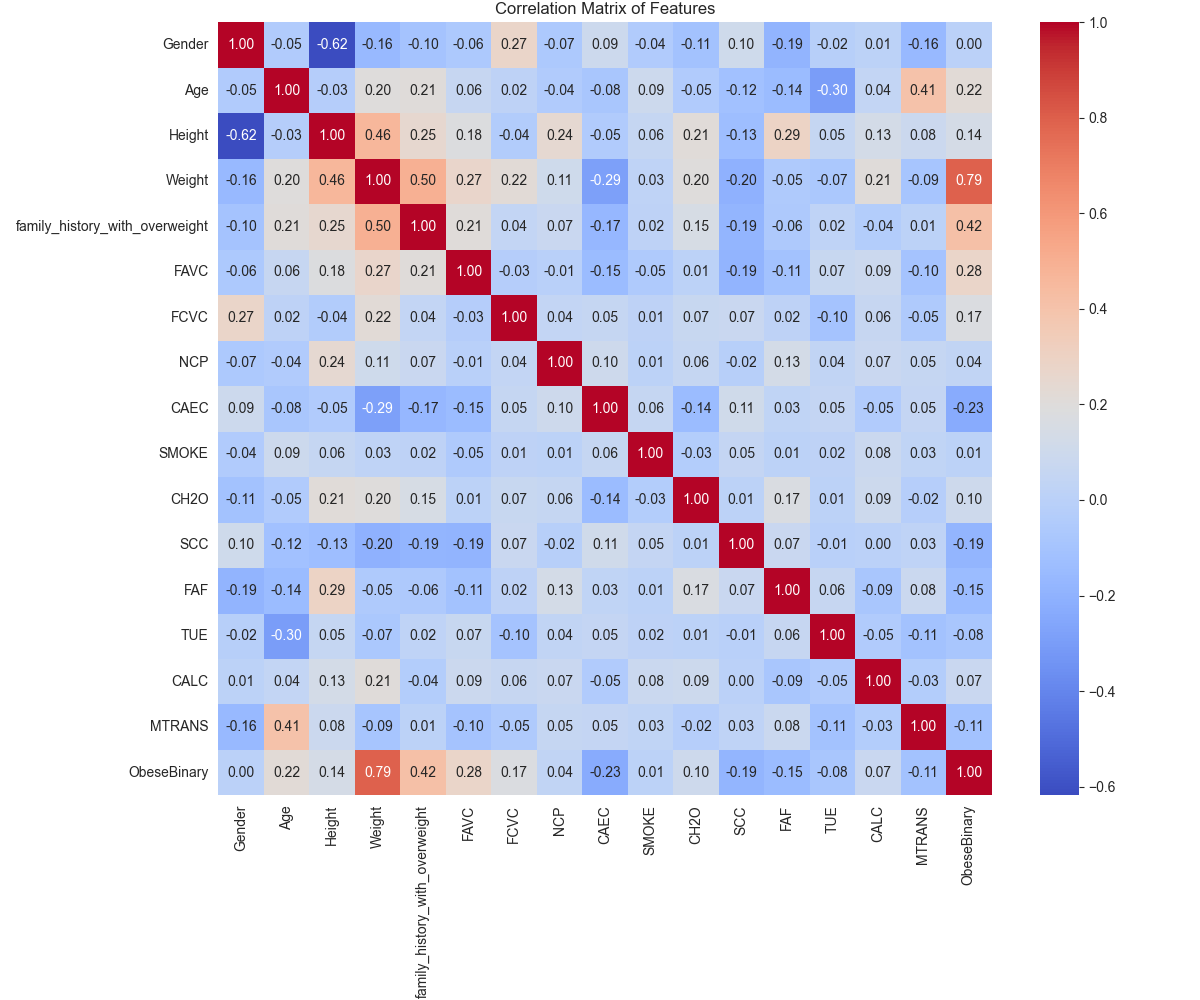 Correlation Matrix of Features
Gender 1.00 -0.05 -0.62 -0.16 -0.10 -0.06 0.27 -0.07 0.09 -0.04 -0.11 0.10 -0.19 -0.02 0.01 -0.16 0.00
Age -0.05 1.00 -0.03 0.20 0.21 0.06 0.02 -0.04 -0.08 0.09 -0.05 -0.12 -0.14 -0.30 0.04 0.41 0.22
Height -0.62 -0.03 1.00 0.46 0.25 0.18 -0.04 0.24 -0.05 0.06 0.21 -0.13 0.29 0.05 0.13 0.08 0.14
Weight -0.16 0.20 0.46 1.00 0.50 0.27 0.22 0.11 -0.29 0.03 0.20 -0.20 -0.05 -0.07 0.21 -0.09 0.79
family_history_with_overweight -0.10 0.21 0.25 0.50 1.00 0.21 0.04 0.07 -0.17 0.02 0.15 -0.19 -0.06 0.02 -0.04 0.01 0.42
FAVC -0.06 0.06 0.18 0.27 0.21 1.00 -0.03 -0.01 -0.15 -0.05 0.01 -0.19 -0.11 0.07 0.09 -0.10 0.28
FCVC 0.27 0.02 -0.04 0.22 0.04 -0.03 1.00 0.04 0.05 0.01 0.07 0.07 0.02 -0.10 0.06 -0.05 0.17
NCP -0.07 -0.04 0.24 0.11 0.07 -0.01 0.04 1.00 0.10 0.01 0.06 -0.02 0.13 0.04 0.07 0.05 0.04
CAEC 0.09 -0.08 -0.05 -0.29 -0.17 -0.15 0.05 0.10 1.00 0.06 -0.14 0.11 0.03 0.05 -0.05 0.05 -0.23
SMOKE -0.04 0.09 0.06 0.03 0.02 -0.05 0.01 0.01 0.06 1.00 -0.03 0.05 0.01 0.02 0.08 0.03 0.01
CH2O -0.11 -0.05 0.21 0.20 0.15 0.01 0.07 0.06 -0.14 -0.03 1.00 0.01 0.17 0.01 0.09 -0.02 0.10
SCC 0.10 -0.12 -0.13 -0.20 -0.19 -0.19 0.07 -0.02 0.11 0.05 0.01 1.00 0.07 -0.01 0.00 0.03 -0.19
FAF -0.19 -0.14 0.29 -0.05 -0.06 -0.11 0.02 0.13 0.03 0.01 0.17 0.07 1.00 0.06 -0.09 0.08 -0.15
TUE -0.02 -0.30 0.05 -0.07 0.02 0.07 -0.10 0.04 0.05 0.02 0.01 -0.01 0.06 1.00 -0.05 -0.11 -0.08
CALC 0.01 0.04 0.13 0.21 -0.04 0.09 0.06 0.07 -0.05 0.08 0.09 0.00 -0.09 -0.05 1.00 -0.03 0.07
MTRANS -0.16 0.41 0.08 -0.09 0.01 -0.10 -0.05 0.05 0.05 0.03 -0.02 0.03 0.08 -0.11 -0.03 1.00 -0.11
ObeseBinary 0.00 0.22 0.14 0.79 0.42 0.28 0.17 0.04 -0.23 0.01 0.10 -0.19 -0.15 -0.08 0.07 -0.11 1.00
Gender
Age
Height
Weight
family_history_with_overweight
FAVC
FCVC
NCP
CAEC
SMOKE
CH2O
SCC
FAF
TUE
CALC
MTRANS
ObeseBinary
1.0
0.8
0.6
0.4
0.2
0.0
−0.2
−0.4
−0.6